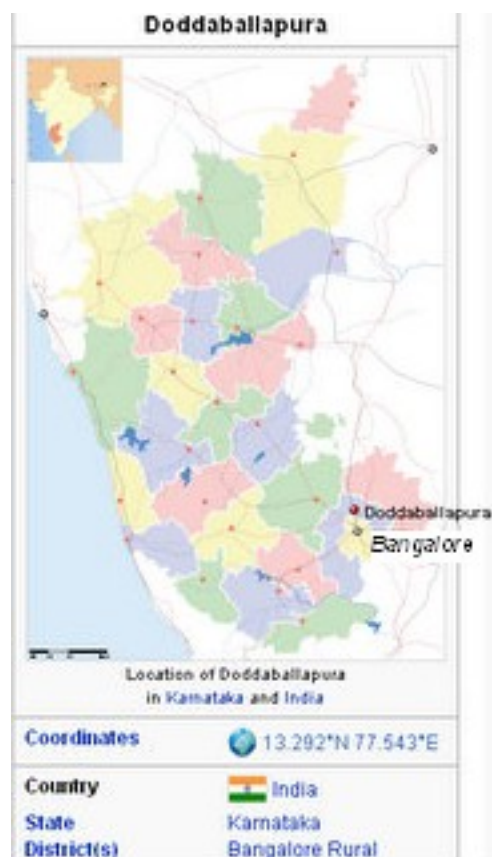 Doddaballapura
Doddaballapura
Bangalore
Location of Doddaballapura
in Karnataka and India
Coordinates 13.292°N 77.543°E
Country India
State Karnataka
District(s) Bangalore Rural